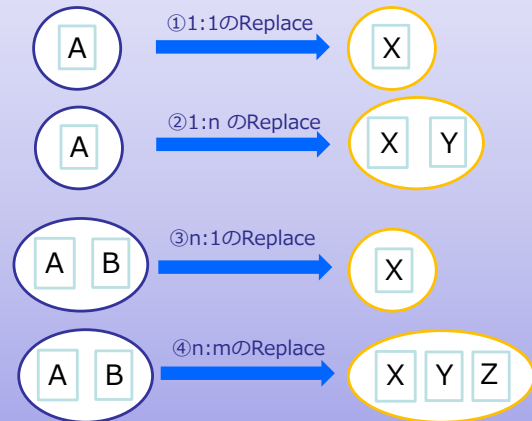 ①1:1のReplace
A X
②1:n のReplace
A X Y
③n:1のReplace
A B X
④n:mのReplace
A B X Y Z